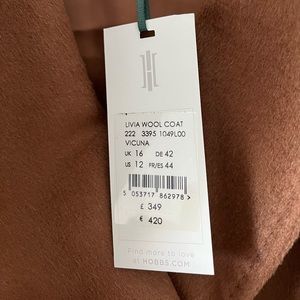 LIVIA WOOL COAT
222 3395 1049L00
VICUNA
UK 16 DE 42
US 12 FR/ES 44
5 053717 862978 >
£ 349
€ 420
Find more to love
at HOBBS.COM